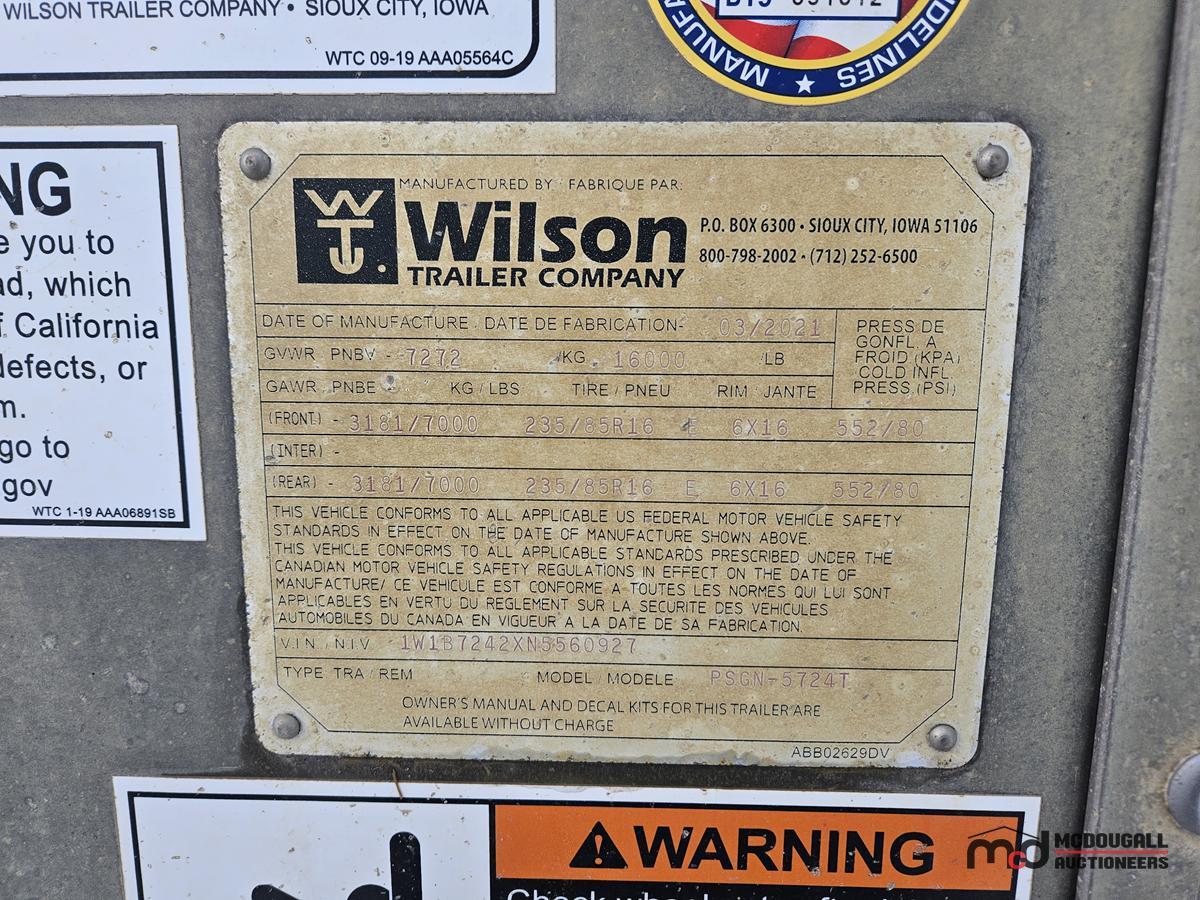 WILSON TRAILER COMPANY • SIOUX CITY, IOWA
WTC 09-19 AAA05564C
MANUFA
IDELINES
NG
e you to
ad, which
f California
defects, or
m.
go to
gov
WTC 1-19 AAA06891SB
MANUFACTURED BY / FABRIQUE PAR:
WTC.
Wilson
TRAILER COMPANY
P.O. BOX 6300 • SIOUX CITY, IOWA 51106
800-798-2002 • (712) 252-6500
DATE OF MANUFACTURE / DATE DE FABRICATION- 03/2021
GVWR / PNBV - 7272 /KG 16000 /LB
GAWR / PNBE KG / LBS TIRE / PNEU RIM / JANTE
PRESS DE
GONFL. A
FROID (KPA)
COLD INFL
PRESS.(PSI)
(FRONT) - 3181/7000 235/85R16 E 6X16 552/80
(INTER) -
(REAR) - 3181/7000 235/85R16 E 6X16 552/80
THIS VEHICLE CONFORMS TO ALL APPLICABLE US FEDERAL MOTOR VEHICLE SAFETY
STANDARDS IN EFFECT ON THE DATE OF MANUFACTURE SHOWN ABOVE.
THIS VEHICLE CONFORMS TO ALL APPLICABLE STANDARDS PRESCRIBED UNDER THE
CANADIAN MOTOR VEHICLE SAFETY REGULATIONS IN EFFECT ON THE DATE OF
MANUFACTURE/ CE VEHICULE EST CONFORME A TOUTES LES NORMES QUI LUI SONT
APPLICABLES EN VERTU DU REGLEMENT SUR LA SECURITE DES VEHICULES
AUTOMOBILES DU CANADA EN VIGUEUR A LA DATE DE SA FABRICATION.
V.I.N. / N.I.V. 1W1B7242XN5560927
TYPE TRA / REM MODEL / MODELE PSGN-5724T
OWNER'S MANUAL AND DECAL KITS FOR THIS TRAILER ARE
AVAILABLE WITHOUT CHARGE
ABB02629DV
WARNING
mcd MCDOUGALL
AUCTIONEERS